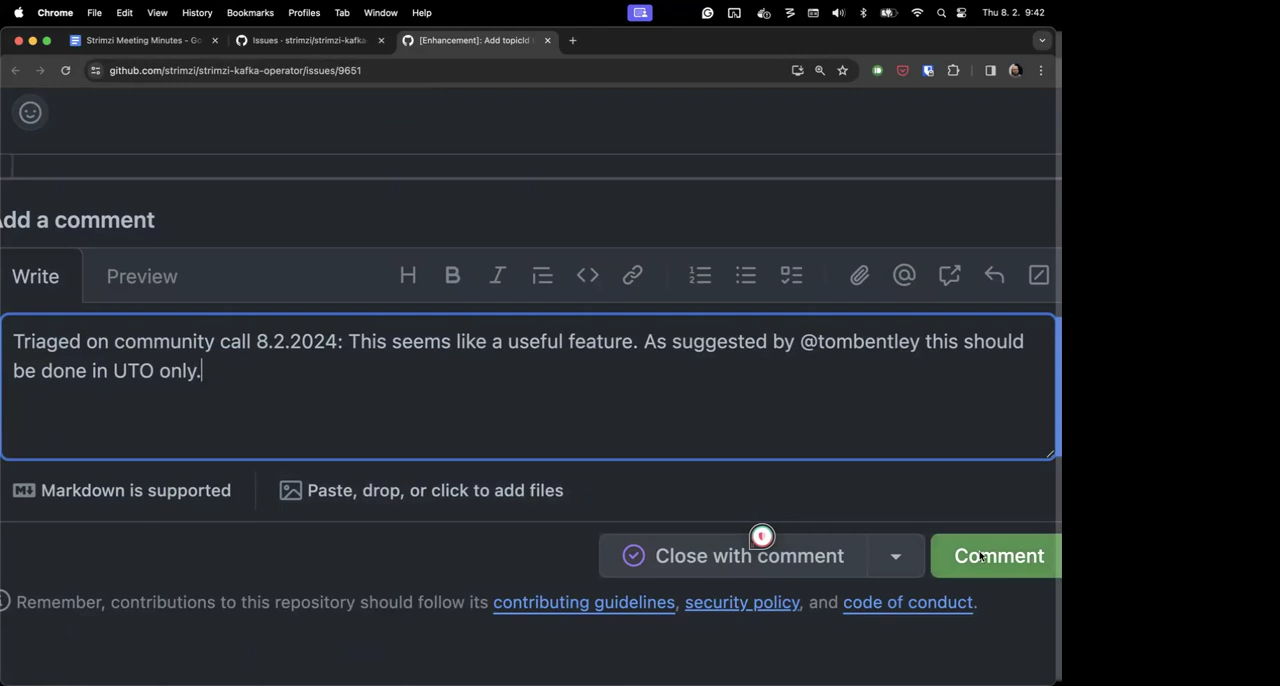 Chrome File Edit View History Bookmarks Profiles Tab Window Help Thu 8. 2. 9:42
Strimzi Meeting Minutes - Go Issues · strimzi/strimzi-kafka- [Enhancement]: Add topicId
github.com/strimzi/strimzi-kafka-operator/issues/9651
Add a comment
Write Preview
Triaged on community call 8.2.2024: This seems like a useful feature. As suggested by @tombentley this should
be done in UTO only.
Markdown is supported Paste, drop, or click to add files
Close with comment Comment
Remember, contributions to this repository should follow its contributing guidelines, security policy, and code of conduct.